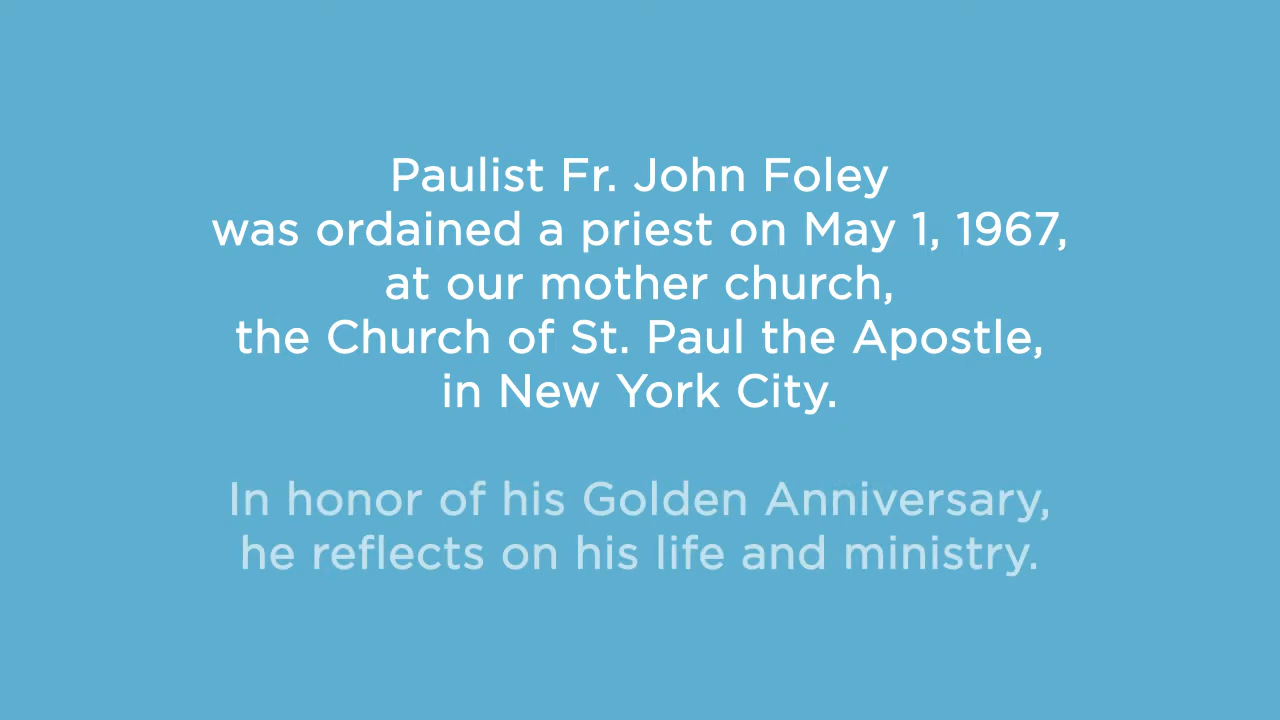 Paulist Fr. John Foley
was ordained a priest on May 1, 1967,
at our mother church,
the Church of St. Paul the Apostle,
in New York City.
In honor of his Golden Anniversary,
he reflects on his life and ministry.